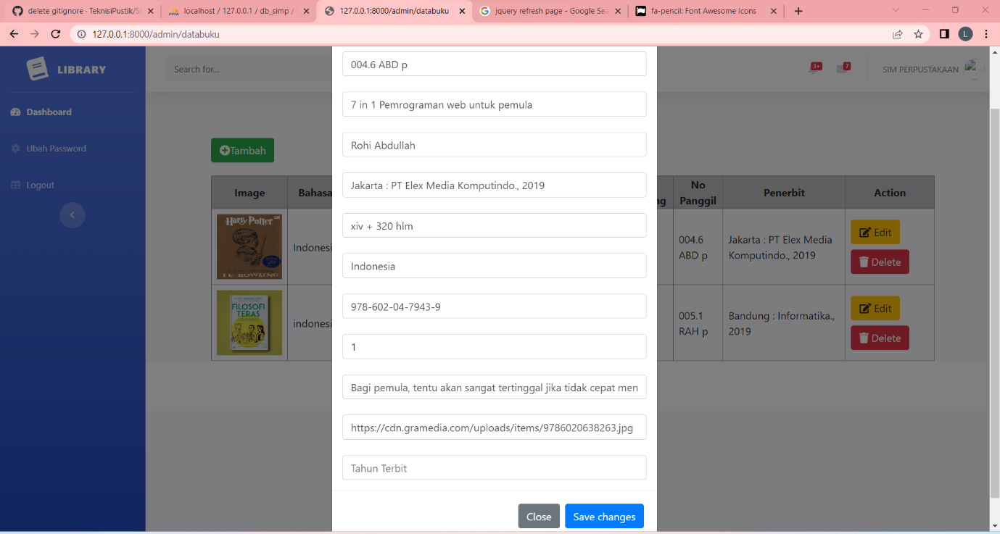 delete gitignore · TeknisiPustik/SI
localhost / 127.0.0.1 / db_simp /
127.0.0.1:8000/admin/databuku
jquery refresh page - Google Sea
fa-pencil: Font Awesome Icons
127.0.0.1:8000/admin/databuku
L
LIBRARY
Search for...
3+
7
SIM PERPUSTAKAAN
Dashboard
Ubah Password
Logout
Tambah
Image
Bahasa
No
Panggil
Penerbit
Action
Harry Potter
J.K. ROWLING
Indonesi
004.6
ABD p
Jakarta : PT Elex Media
Komputindo., 2019
Edit
Delete
FILOSOFI
TERAS
indonesi
005.1
RAH p
Bandung : Informatika.,
2019
Edit
Delete
004.6 ABD p
7 in 1 Pemrograman web untuk pemula
Rohi Abdullah
Jakarta : PT Elex Media Komputindo., 2019
xiv + 320 hlm
Indonesia
978-602-04-7943-9
1
Bagi pemula, tentu akan sangat tertinggal jika tidak cepat men
https://cdn.gramedia.com/uploads/items/9786020638263.jpg
Tahun Terbit
Close
Save changes